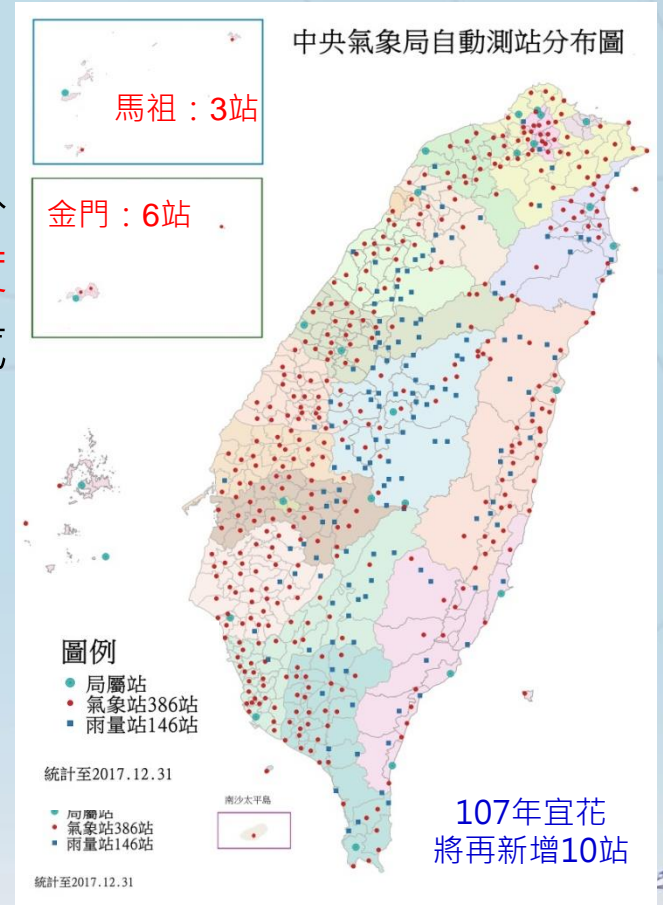 中央氣象局自動測站分布圖
馬祖：3站
金門：6站
圖例
局屬站
氣象站386站
雨量站146站
統計至2017.12.31
南沙太平島
局屬站
氣象站386站
雨量站146站
統計至2017.12.31
107年宜花
將再新增10站